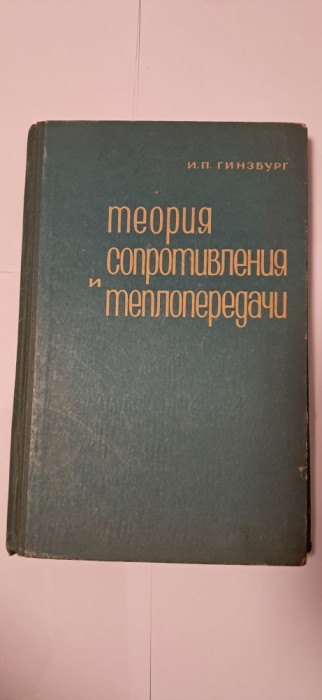 И.П. ГИНЗБУРГ
теория
сопротивления
и
теплопередачи